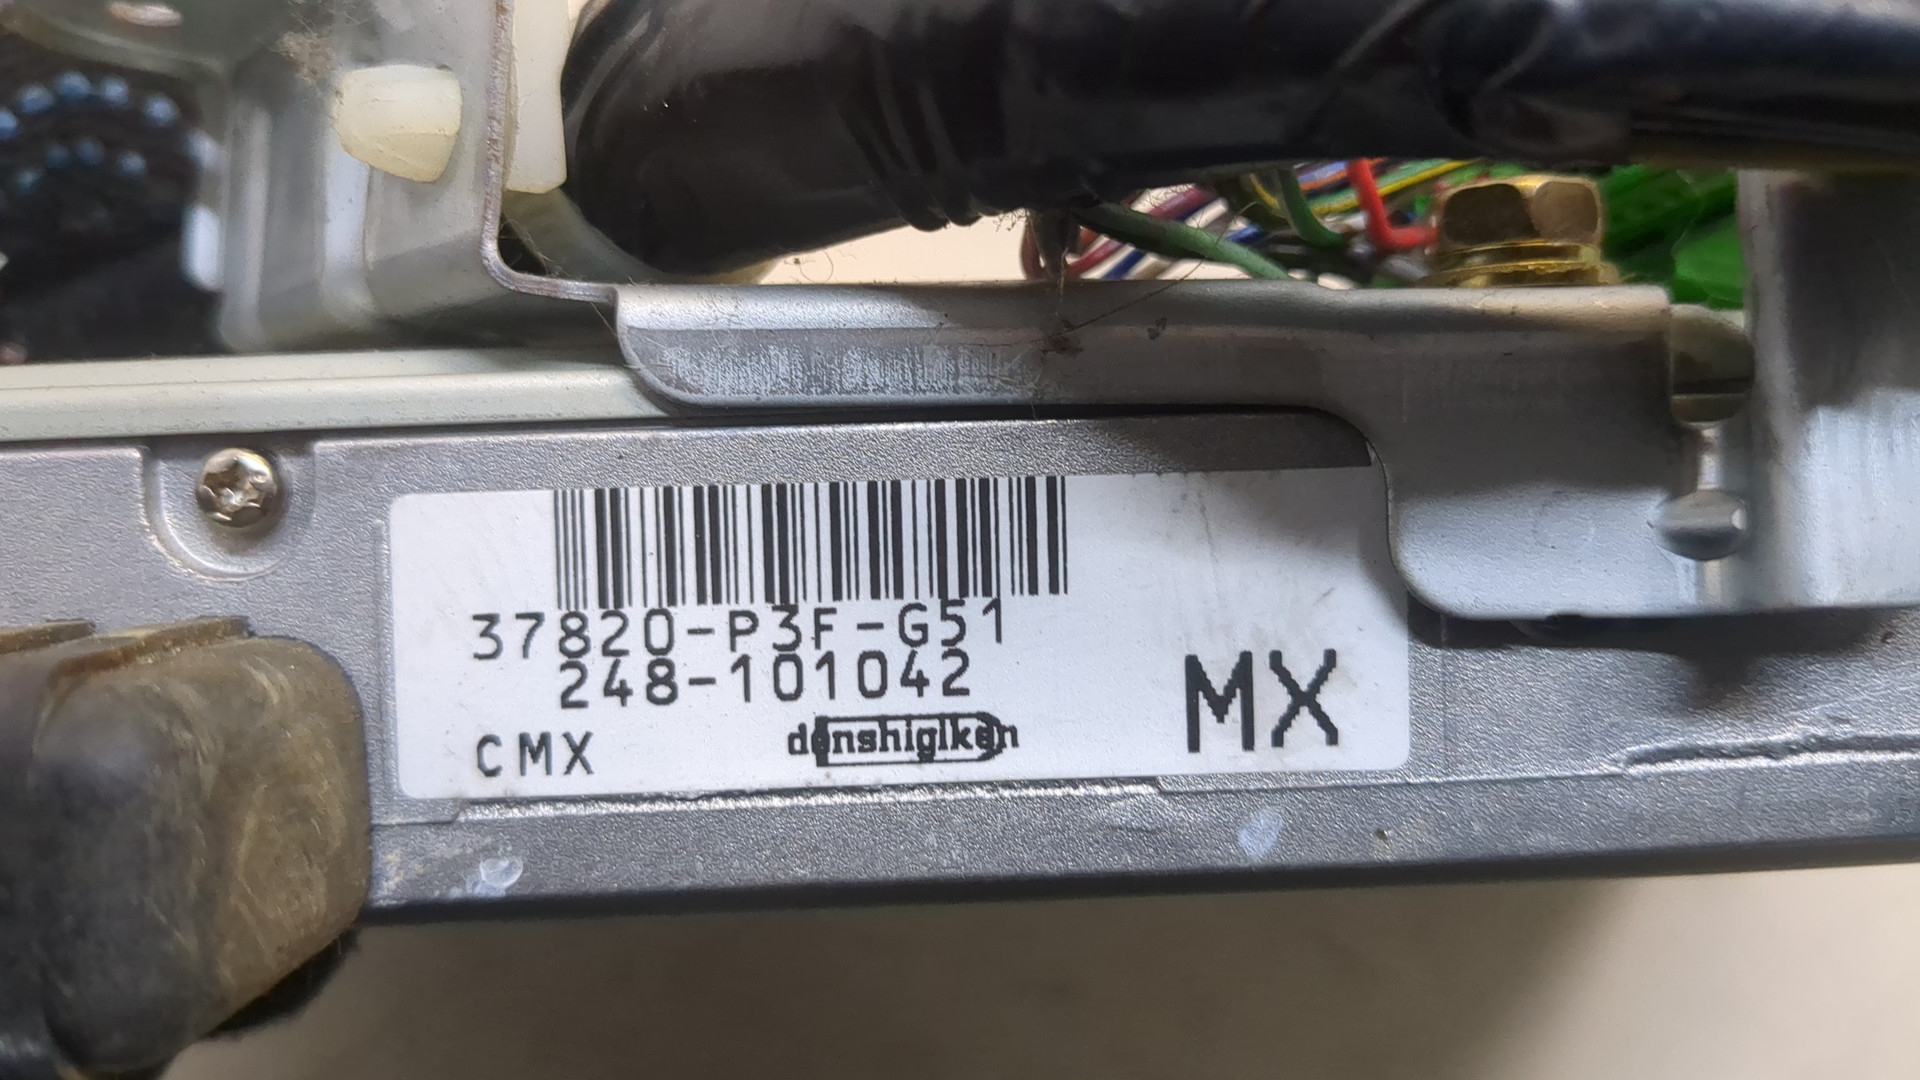 37820-P3F-G51
248-101042
CMX denshigiken MX